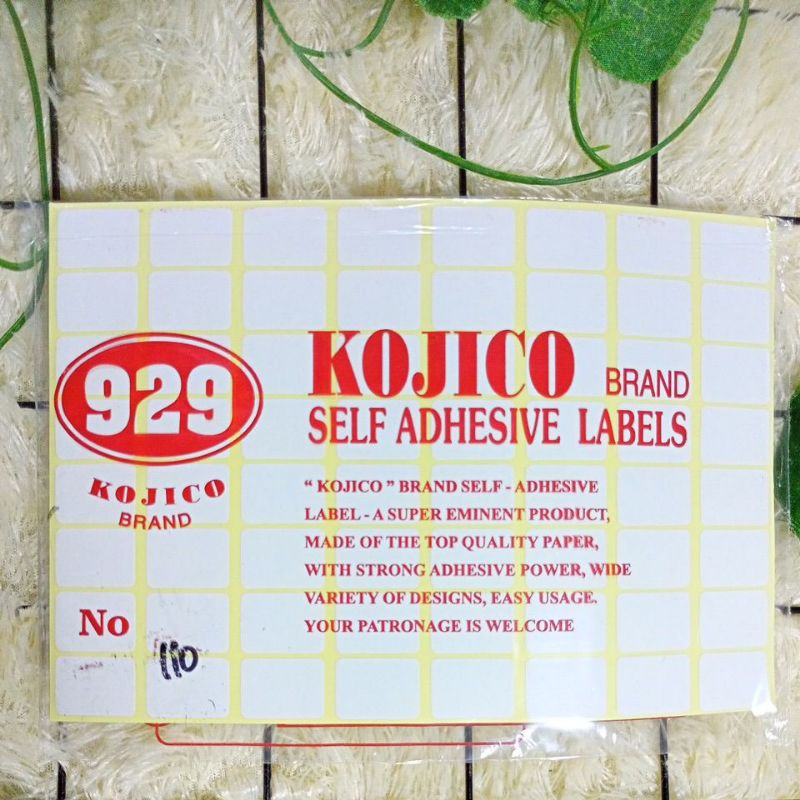 929
KOJICO
BRAND
KOJICO BRAND
SELF ADHESIVE LABELS
“ KOJICO ” BRAND SELF - ADHESIVE
LABEL - A SUPER EMINENT PRODUCT,
MADE OF THE TOP QUALITY PAPER,
WITH STRONG ADHESIVE POWER, WIDE
VARIETY OF DESIGNS, EASY USAGE.
YOUR PATRONAGE IS WELCOME
No
110